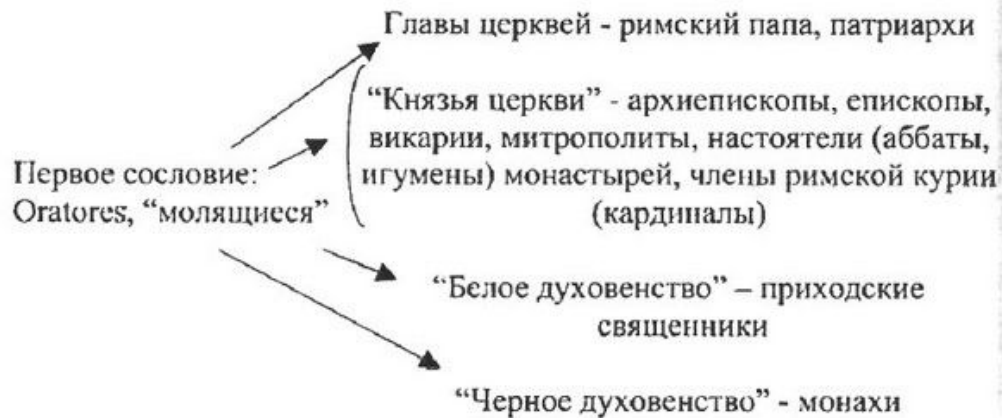 Главы церквей - римский папа, патриархи
“Князья церкви” - архиепископы, епископы,
викарии, митрополиты, настоятели (аббаты,
игумены) монастырей, члены римской курии
(кардиналы)
Первое сословие:
Oratores, “молящиеся”
“Белое духовенство” – приходские
священники
“Черное духовенство” - монахи